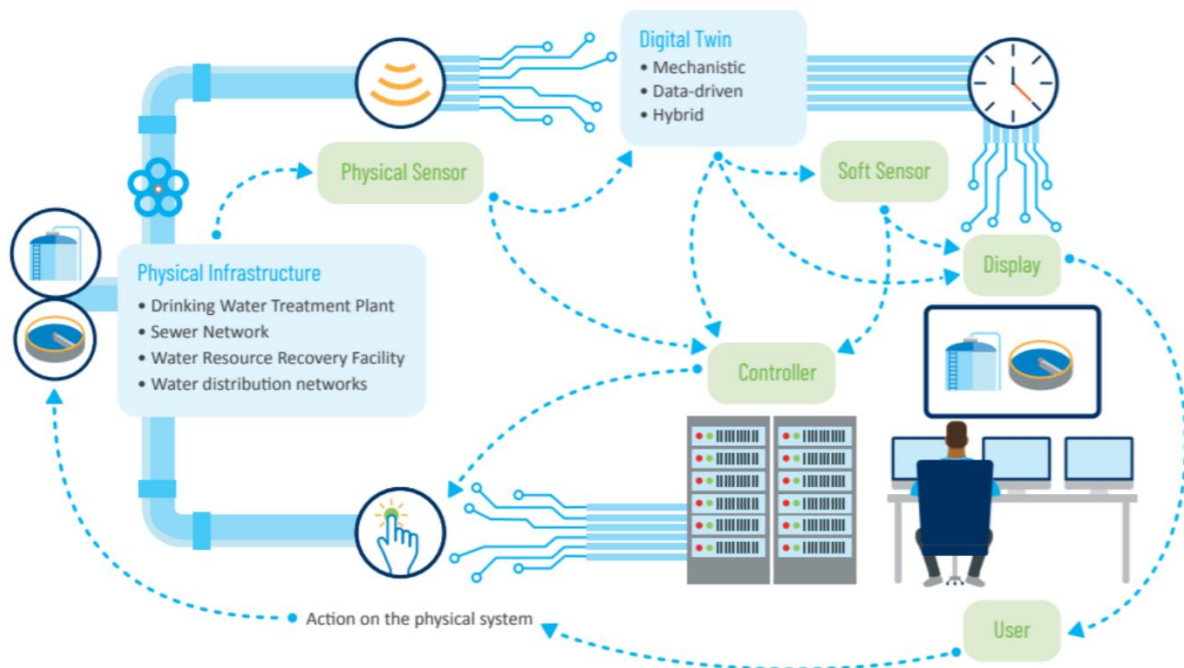 Digital Twin
• Mechanistic
• Data-driven
• Hybrid
Physical Sensor
Soft Sensor
Physical Infrastructure
• Drinking Water Treatment Plant
• Sewer Network
• Water Resource Recovery Facility
• Water distribution networks
Display
Controller
Action on the physical system
User